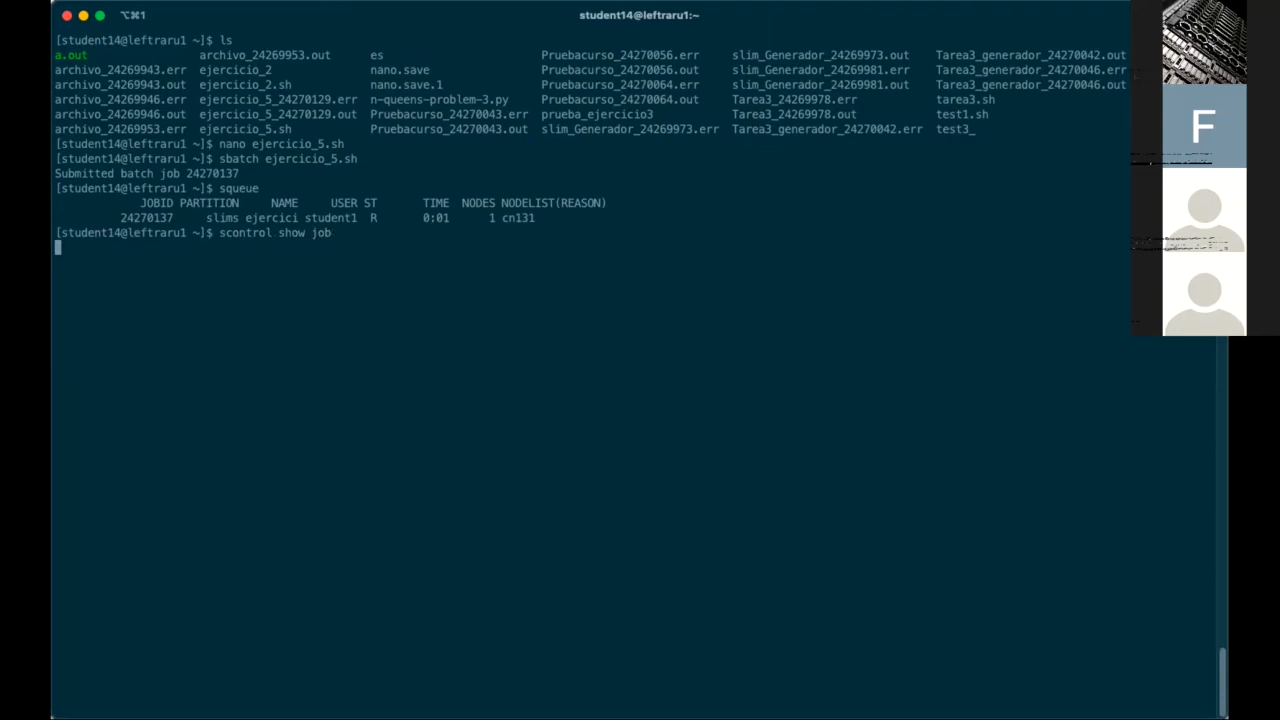 ⌥⌘1
student14@leftraru1:~
[student14@leftraru1 ~]$ ls
a.out archivo_24269953.out es Pruebacurso_24270056.err slim_Generador_24269973.out Tarea3_generador_24270042.out
archivo_24269943.err ejercicio_2 nano.save Pruebacurso_24270056.out slim_Generador_24269981.err Tarea3_generador_24270046.err
archivo_24269943.out ejercicio_2.sh nano.save.1 Pruebacurso_24270064.err slim_Generador_24269981.out Tarea3_generador_24270046.out
archivo_24269946.err ejercicio_5_24270129.err n-queens-problem-3.py Pruebacurso_24270064.out Tarea3_24269978.err tarea3.sh
archivo_24269946.out ejercicio_5_24270129.out Pruebacurso_24270043.err prueba_ejercicio3 Tarea3_24269978.out test1.sh
archivo_24269953.err ejercicio_5.sh Pruebacurso_24270043.out slim_Generador_24269973.err Tarea3_generador_24270042.err test3_
[student14@leftraru1 ~]$ nano ejercicio_5.sh
[student14@leftraru1 ~]$ sbatch ejercicio_5.sh
Submitted batch job 24270137
[student14@leftraru1 ~]$ squeue
JOBID PARTITION NAME USER ST TIME NODES NODELIST(REASON)
24270137 slims ejercici student1 R 0:01 1 cn131
[student14@leftraru1 ~]$ scontrol show job
F